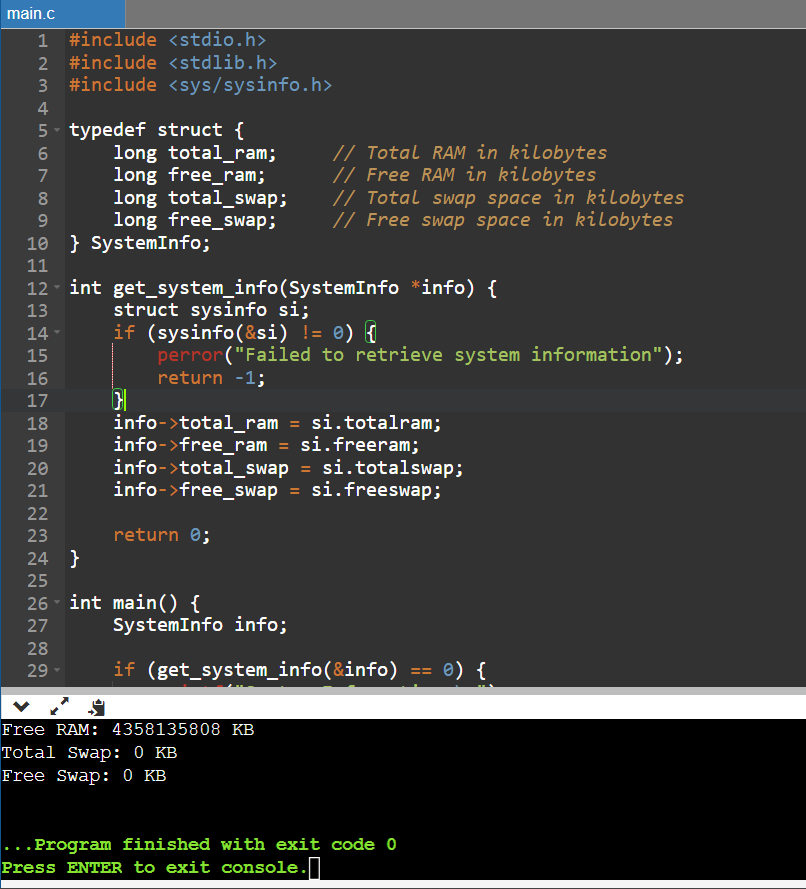 main.c
1 #include <stdio.h>
2 #include <stdlib.h>
3 #include <sys/sysinfo.h>
4
5 typedef struct {
6     long total_ram;     // Total RAM in kilobytes
7     long free_ram;      // Free RAM in kilobytes
8     long total_swap;    // Total swap space in kilobytes
9     long free_swap;     // Free swap space in kilobytes
10 } SystemInfo;
11
12 int get_system_info(SystemInfo *info) {
13     struct sysinfo si;
14     if (sysinfo(&si) != 0) {
15         perror("Failed to retrieve system information");
16         return -1;
17     }
18     info->total_ram = si.totalram;
19     info->free_ram = si.freeram;
20     info->total_swap = si.totalswap;
21     info->free_swap = si.freeswap;
22
23     return 0;
24 }
25
26 int main() {
27     SystemInfo info;
28
29     if (get_system_info(&info) == 0) {
Free RAM: 4358135808 KB
Total Swap: 0 KB
Free Swap: 0 KB
...Program finished with exit code 0
Press ENTER to exit console.